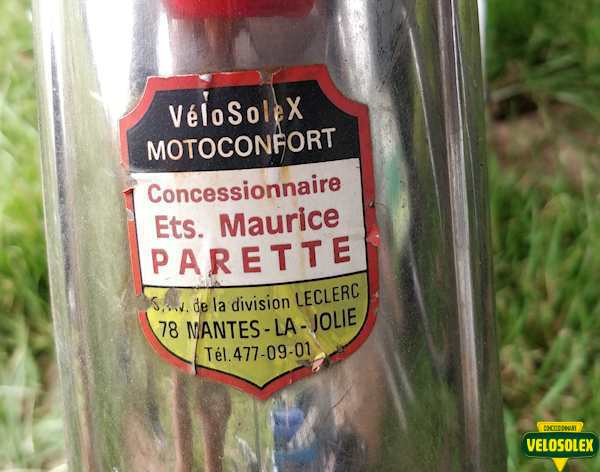 VéloSoleX
MOTOCONFORT
Concessionnaire
Ets. Maurice
PARETTE
de la division LECLERC
78 MANTES-LA-JOLIE
Tél.477-09-01
CONCESSIONNAIRE
VELOSOLEX